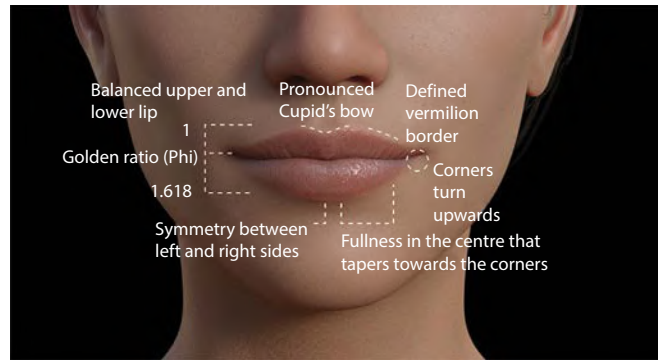 Balanced upper and
lower lip
Pronounced
Cupid's bow
Defined
vermilion
border
1
Golden ratio (Phi)
1.618
Corners
turn
upwards
Symmetry between
left and right sides
Fullness in the centre that
tapers towards the corners